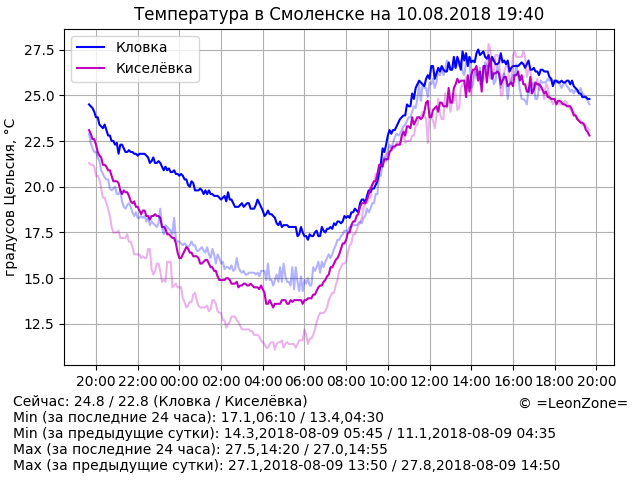 Температура в Смоленске на 10.08.2018 19:40
градусов Цельсия, °C
Кловка
Киселёвка
27.5
25.0
22.5
20.0
17.5
15.0
12.5
20:00 22:00 00:00 02:00 04:00 06:00 08:00 10:00 12:00 14:00 16:00 18:00 20:00
Сейчас: 24.8 / 22.8 (Кловка / Киселёвка)
© =LeonZone=
Min (за последние 24 часа): 17.1,06:10 / 13.4,04:30
Min (за предыдущие сутки): 14.3,2018-08-09 05:45 / 11.1,2018-08-09 04:35
Max (за последние 24 часа): 27.5,14:20 / 27.0,14:55
Max (за предыдущие сутки): 27.1,2018-08-09 13:50 / 27.8,2018-08-09 14:50